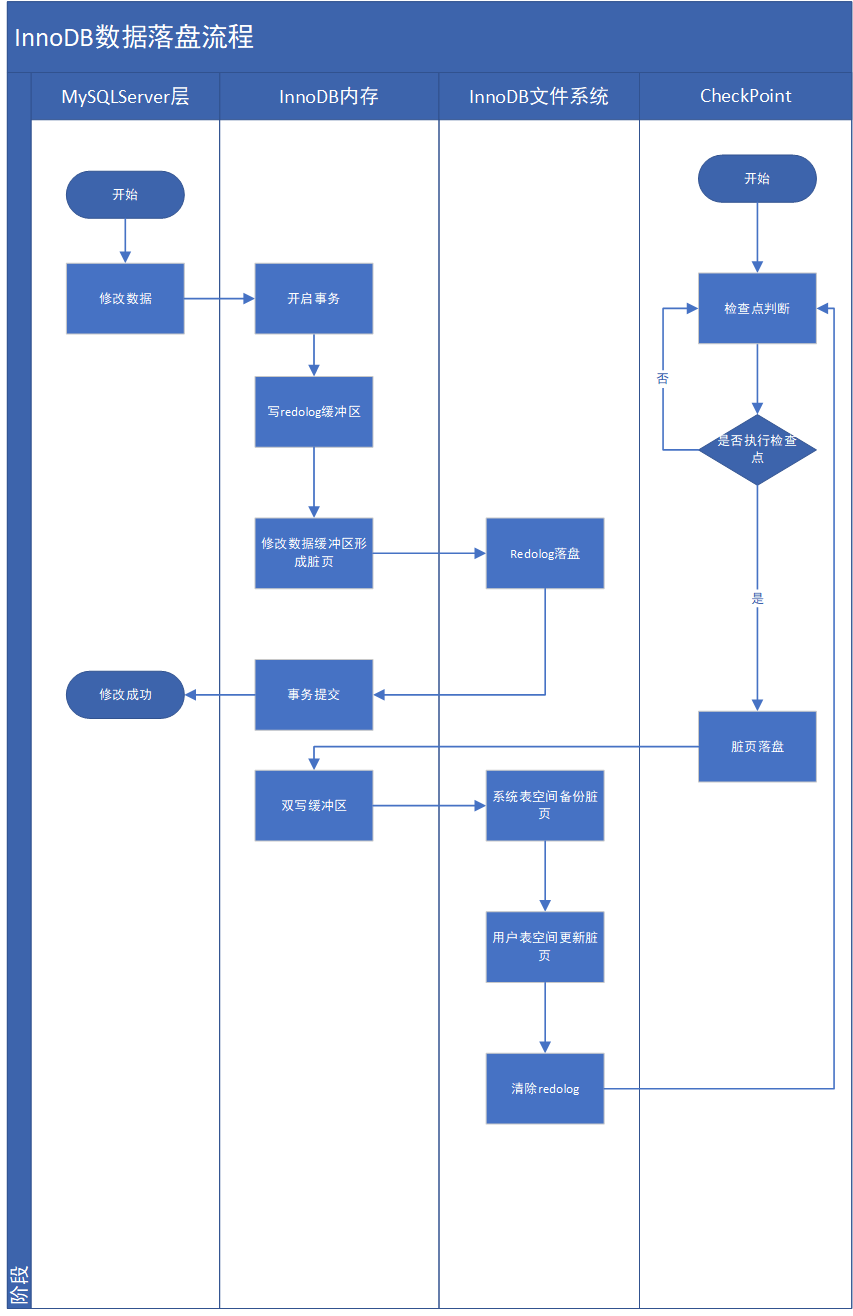 InnoDB数据落盘流程
MySQLServer层
InnoDB内存
InnoDB文件系统
CheckPoint
开始
开始
修改数据
开启事务
检查点判断
否
写redolog缓冲区
是否执行检查
点
修改数据缓冲区形
成脏页
Redolog落盘
是
修改成功
事务提交
脏页落盘
双写缓冲区
系统表空间备份脏
页
用户表空间更新脏
页
清除redolog
阶段